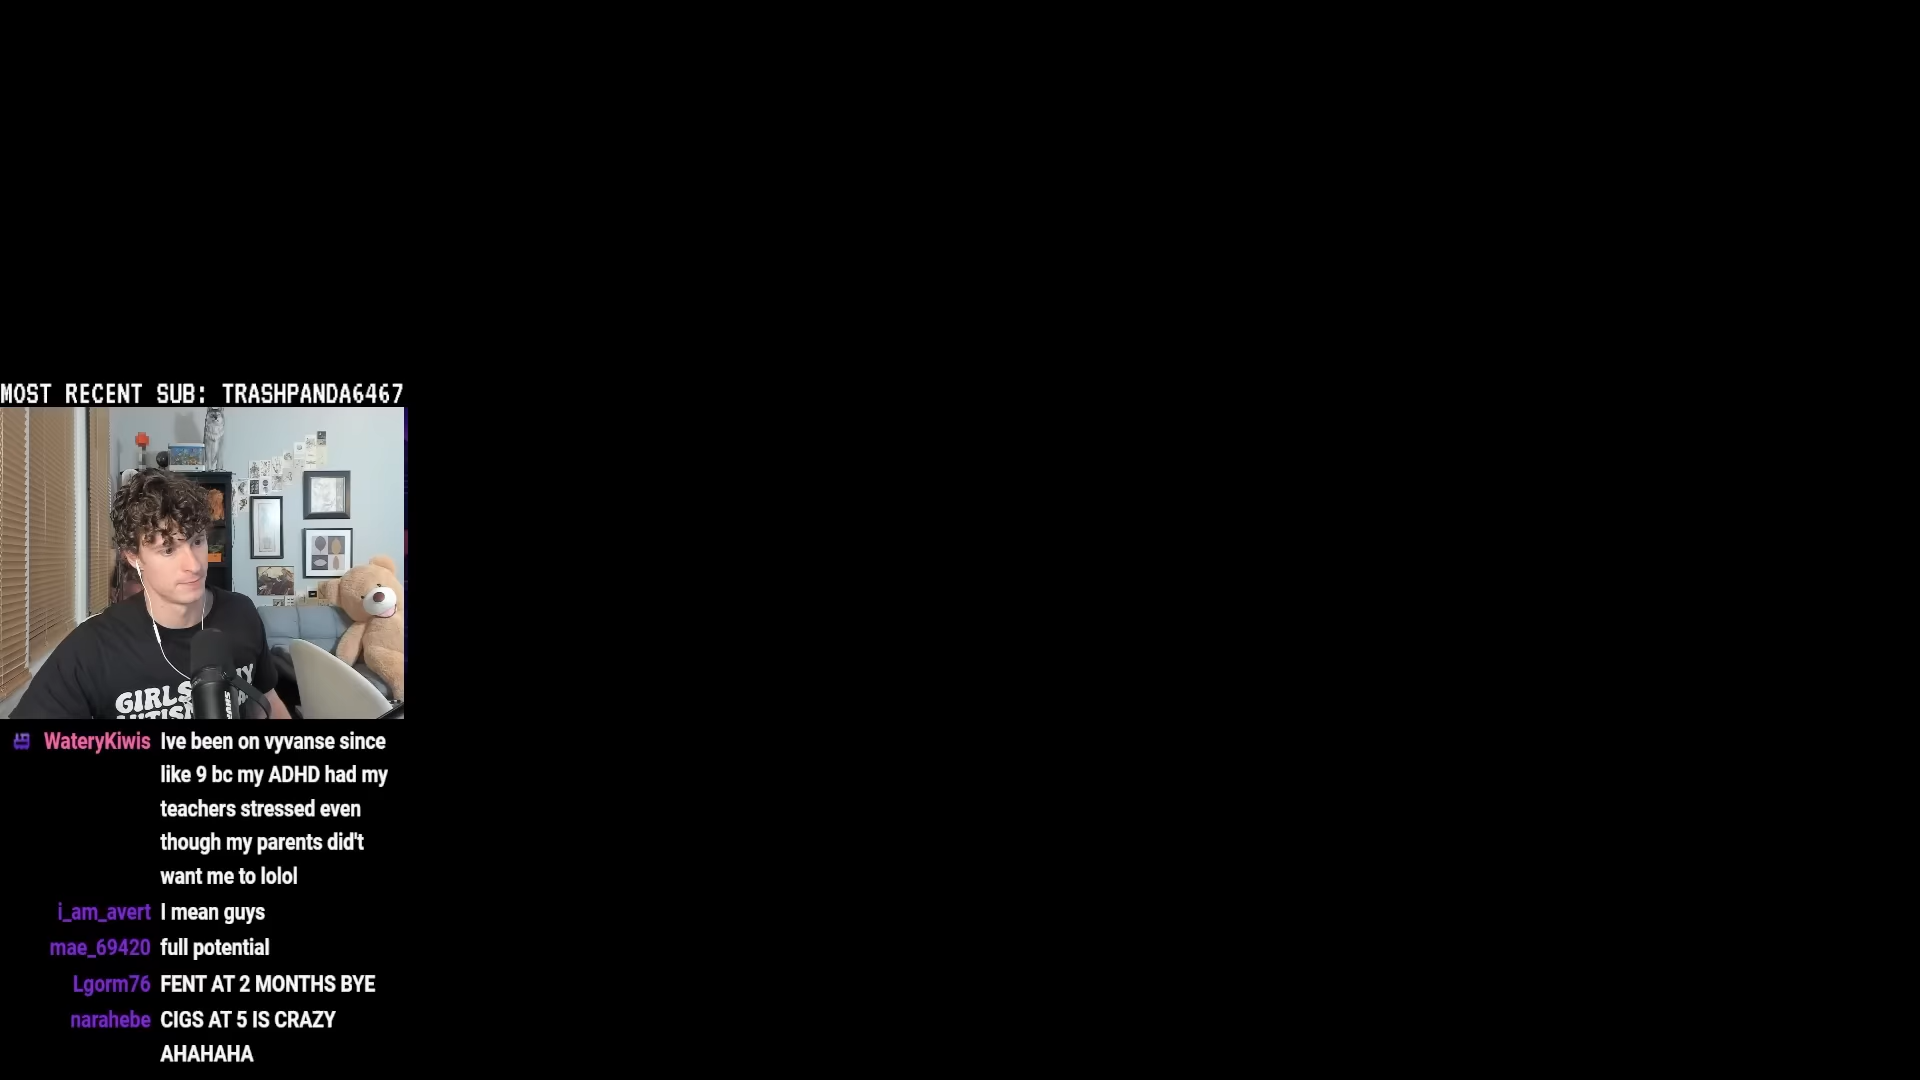 MOST RECENT SUB: TRASHPANDA6467
GIRLS
WateryKiwis Ive been on vyvanse since
like 9 bc my ADHD had my
teachers stressed even
though my parents did't
want me to lolol
i_am_avert I mean guys
mae_69420 full potential
Lgorm76 FENT AT 2 MONTHS BYE
narahebe CIGS AT 5 IS CRAZY
AHAHAHA